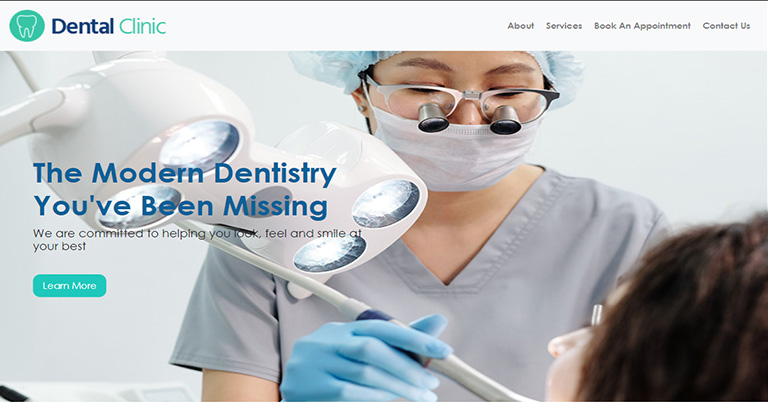 Dental Clinic
About Services Book An Appointment Contact Us
The Modern Dentistry
You've Been Missing
We are committed to helping you look, feel and smile at
your best
Learn More